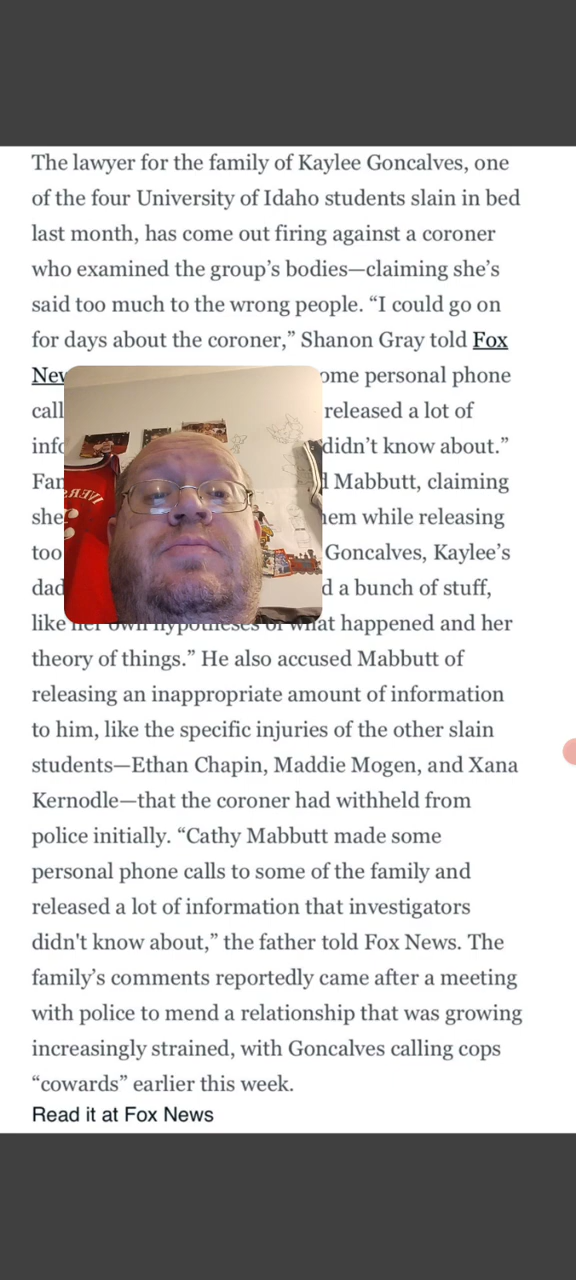 The lawyer for the family of Kaylee Goncalves, one
of the four University of Idaho students slain in bed
last month, has come out firing against a coroner
who examined the group’s bodies—claiming she’s
said too much to the wrong people. “I could go on
for days about the coroner,” Shanon Gray told Fox
ome personal phone
call released a lot of
didn’t know about.”
Mabbutt, claiming
she while releasing
too Goncalves, Kaylee’s
dad a bunch of stuff,
like her own hypotheses of what happened and her
theory of things.” He also accused Mabbutt of
releasing an inappropriate amount of information
to him, like the specific injuries of the other slain
students—Ethan Chapin, Maddie Mogen, and Xana
Kernodle—that the coroner had withheld from
police initially. “Cathy Mabbutt made some
personal phone calls to some of the family and
released a lot of information that investigators
didn't know about,” the father told Fox News. The
family’s comments reportedly came after a meeting
with police to mend a relationship that was growing
increasingly strained, with Goncalves calling cops
“cowards” earlier this week.
Read it at Fox News